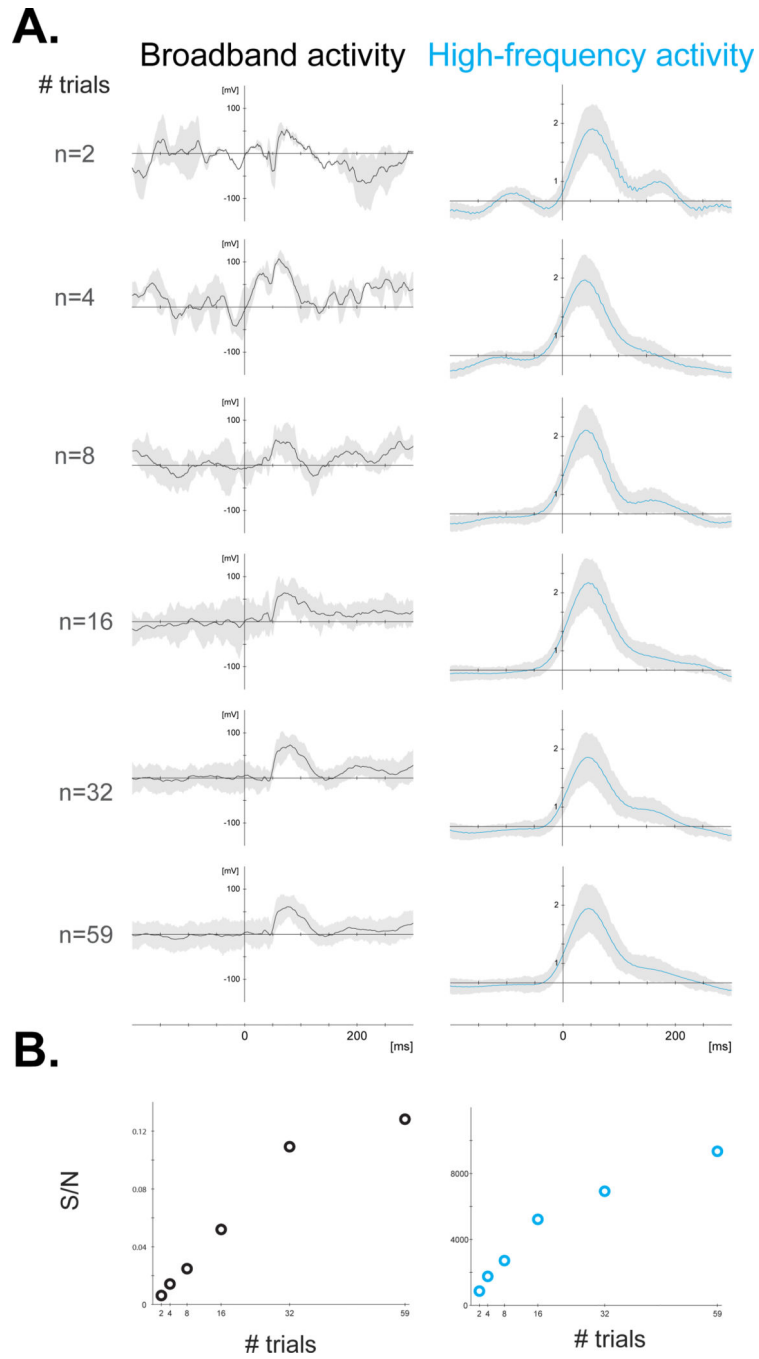 A.
Broadband activity High-frequency activity
# trials
[mV]
100
-100
n=2
2
1
[mV]
100
-100
n=4
2
1
[mV]
100
-100
n=8
2
1
[mV]
100
-100
n=16
2
1
[mV]
100
-100
n=32
2
1
[mV]
100
-100
n=59
2
1
0 200 0 200
[ms] [ms]
B.
S/N
0.12
0.08
0.04
0
2 4 8 16 32 59
# trials
8000
4000
0
2 4 8 16 32 59
# trials